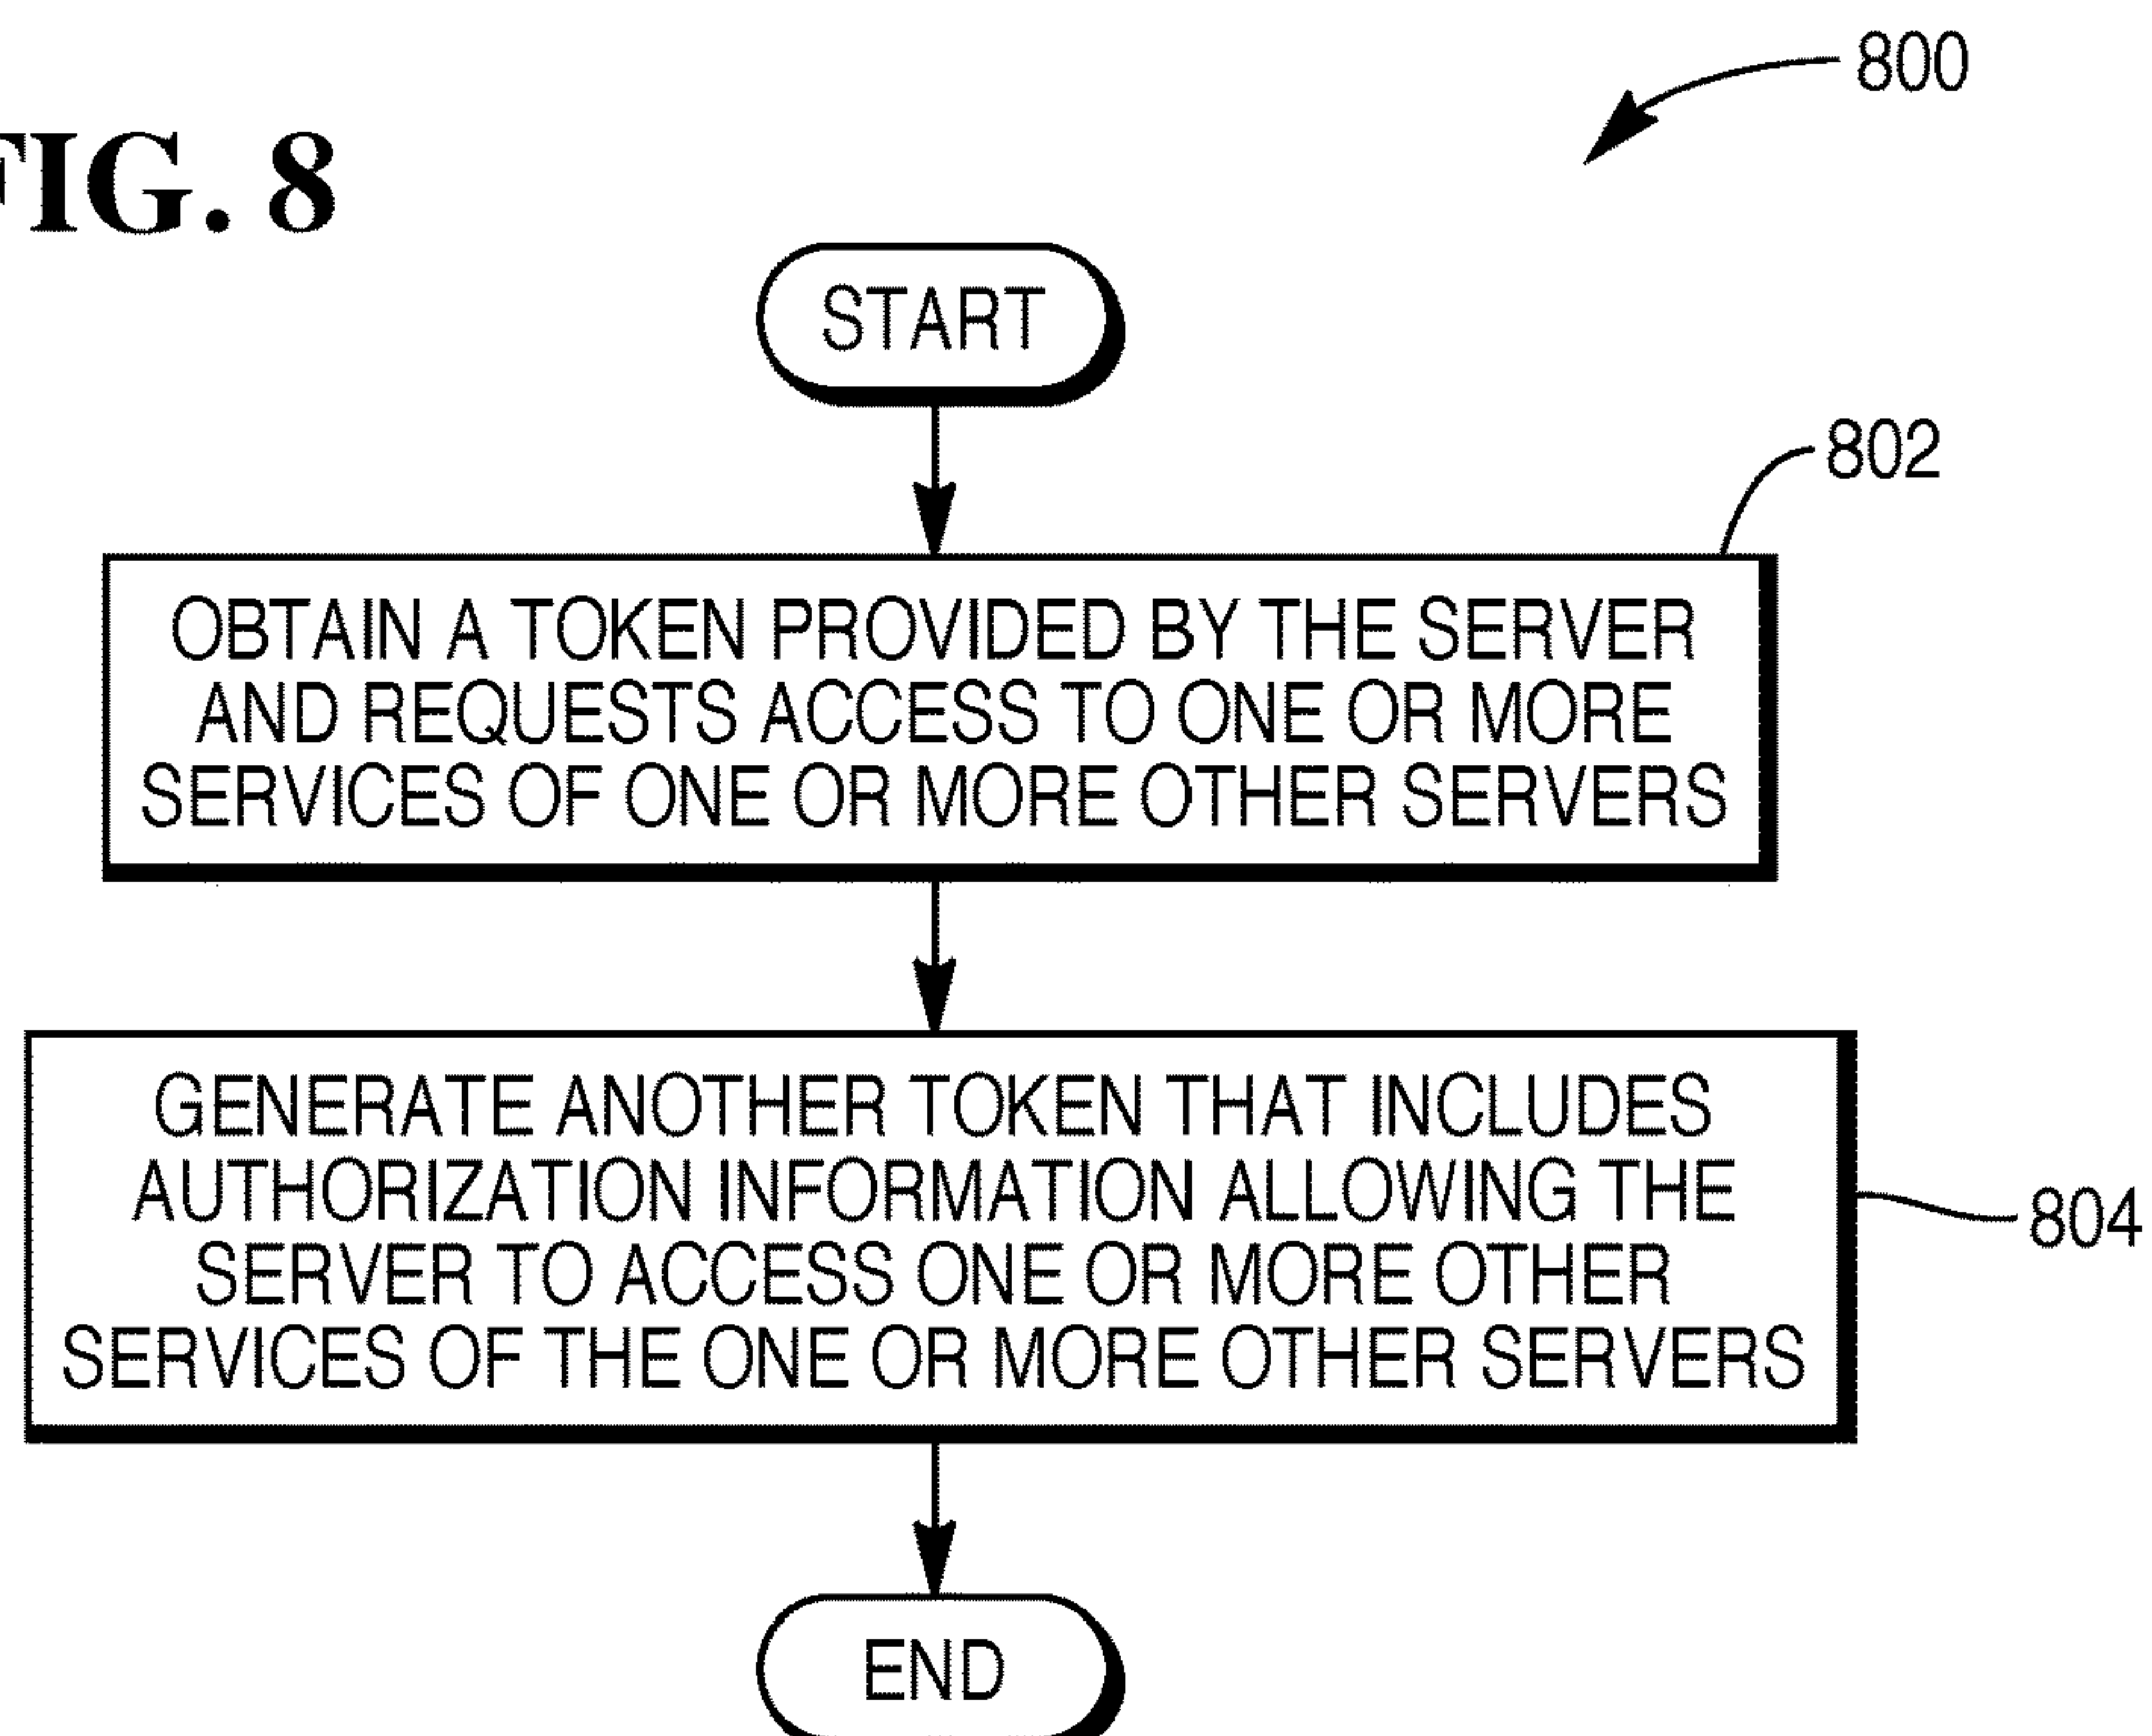 800
FIG. 8
START
802
OBTAIN A TOKEN PROVIDED BY THE SERVER
AND REQUESTS ACCESS TO ONE OR MORE
SERVICES OF ONE OR MORE OTHER SERVERS
GENERATE ANOTHER TOKEN THAT INCLUDES
AUTHORIZATION INFORMATION ALLOWING THE
SERVER TO ACCESS ONE OR MORE OTHER
SERVICES OF THE ONE OR MORE OTHER SERVERS
804
END